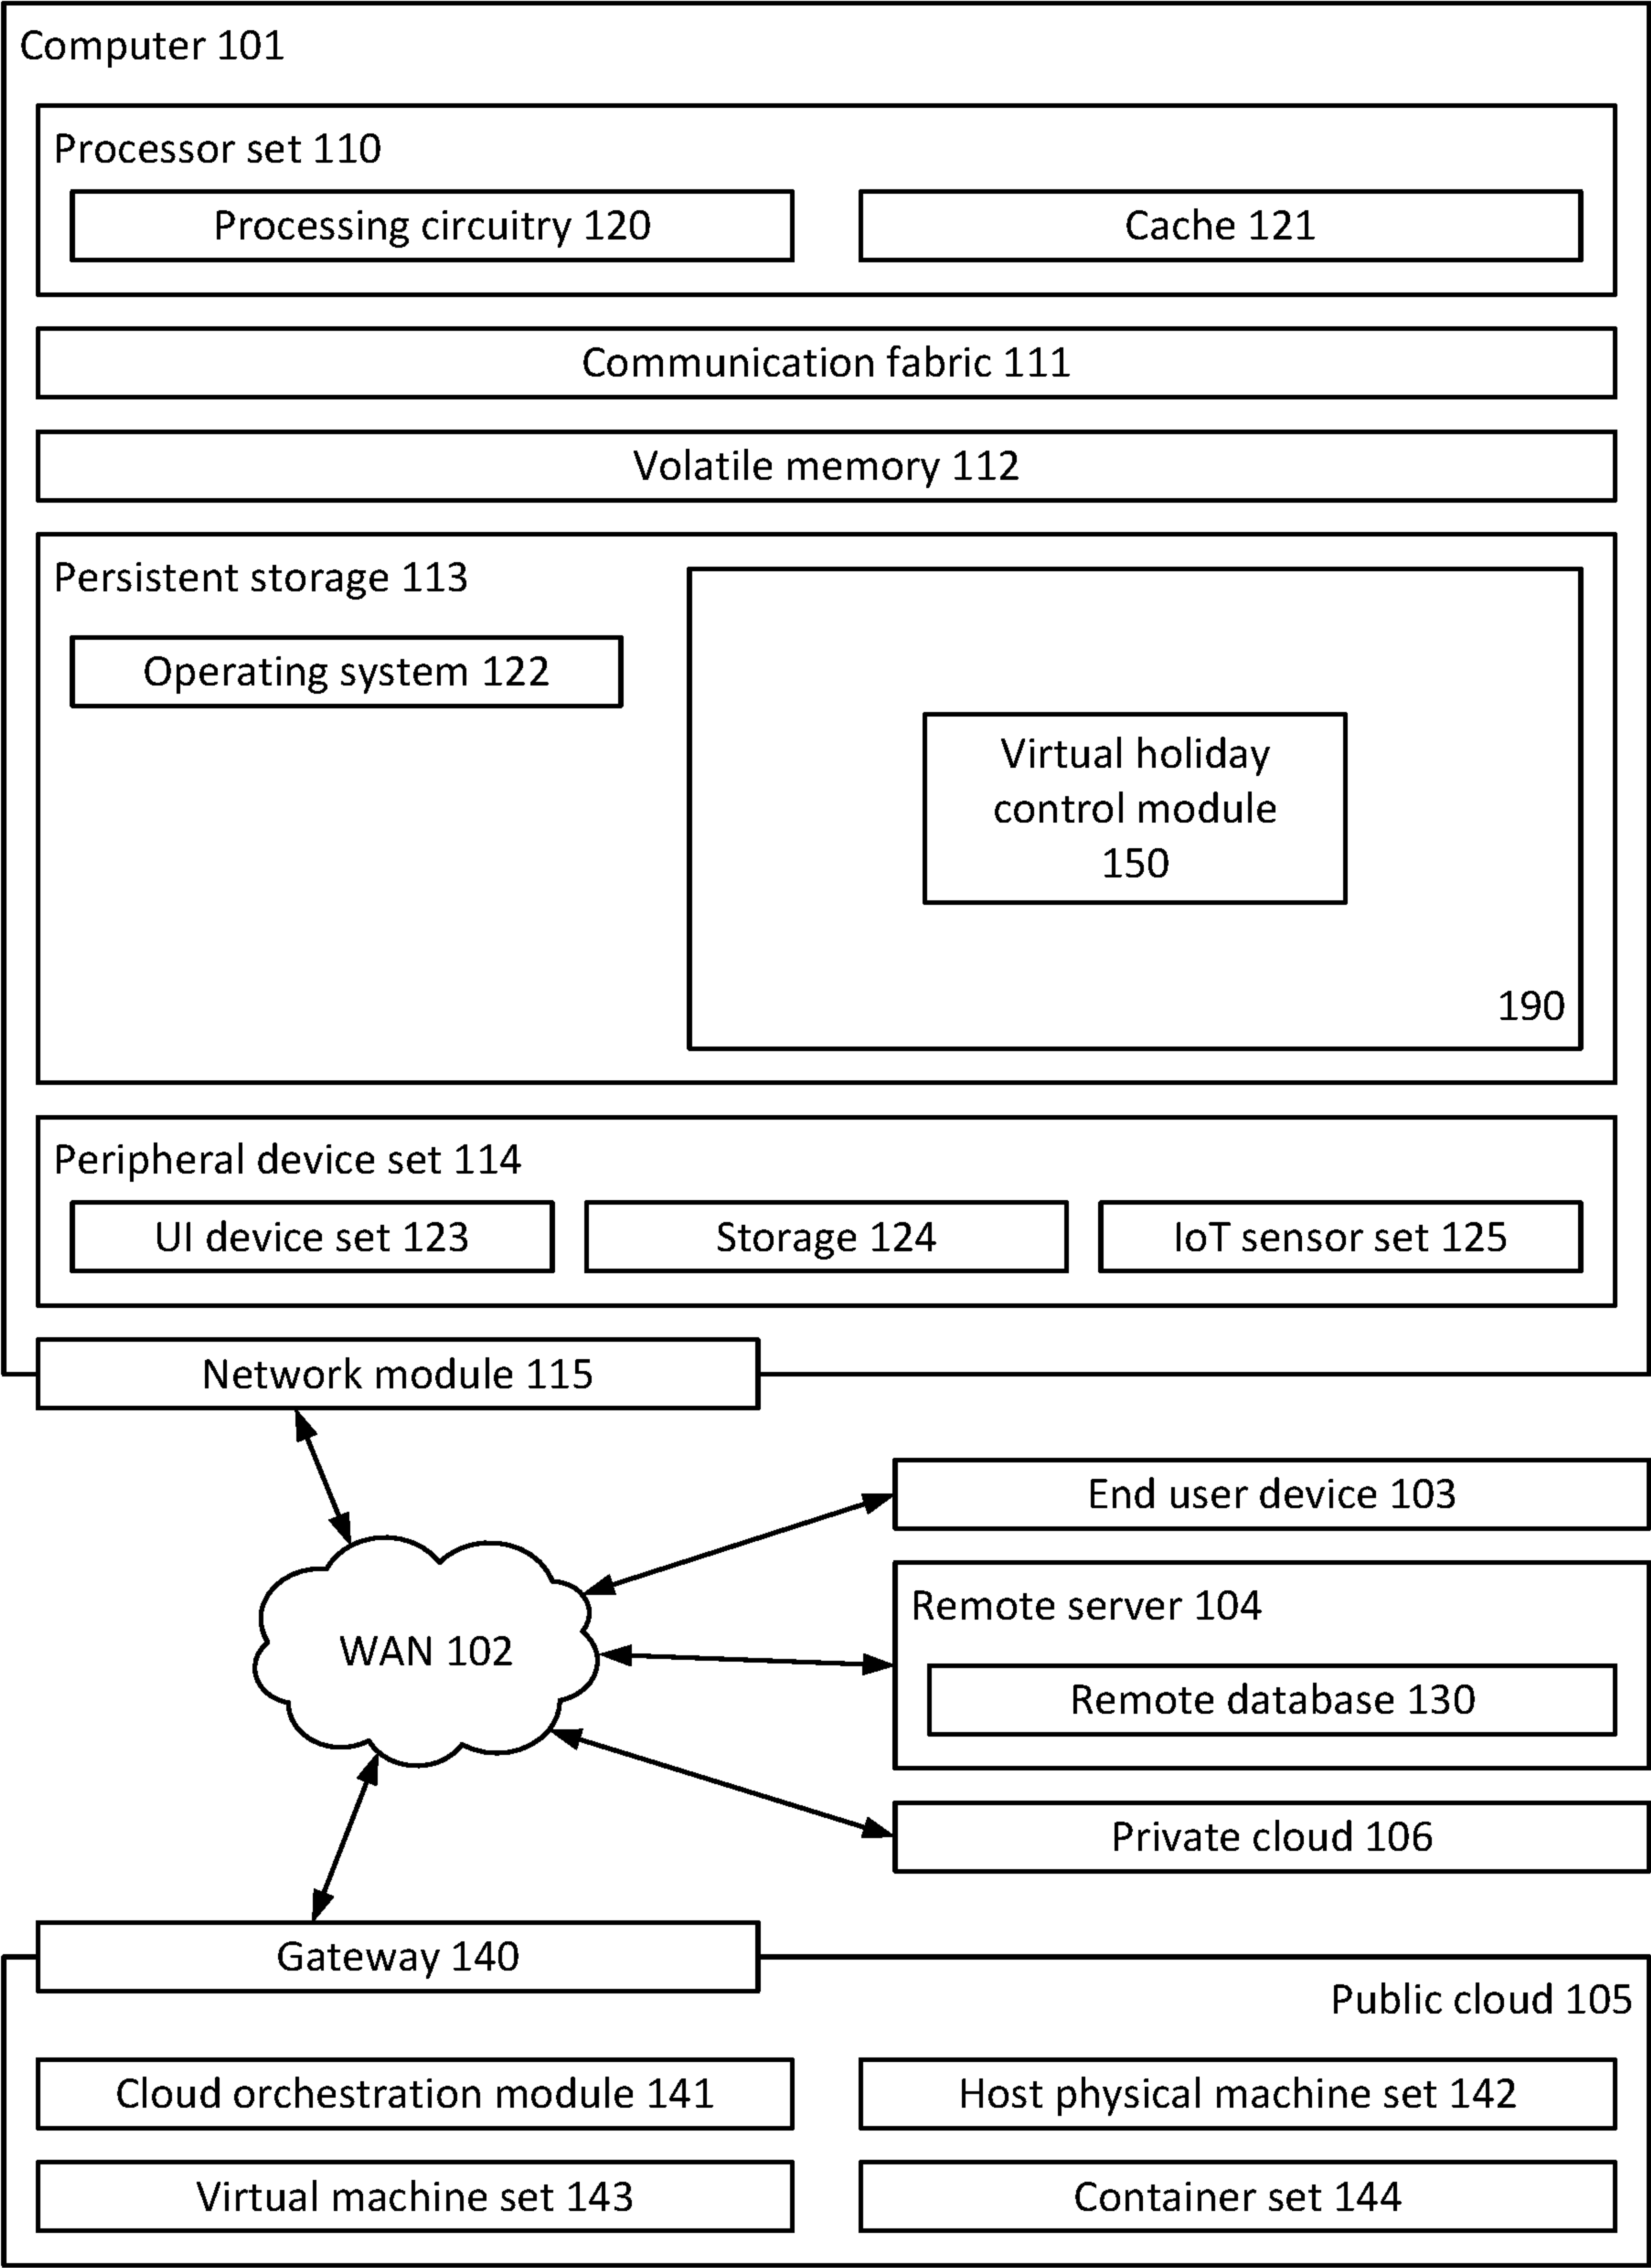 Computer 101
Processor set 110
Processing circuitry 120
Cache 121
Communication fabric 111
Volatile memory 112
Persistent storage 113
Operating system 122
Virtual holiday
control module
150
190
Peripheral device set 114
UI device set 123
Storage 124
IoT sensor set 125
Network module 115
End user device 103
Remote server 104
WAN 102
Remote database 130
Private cloud 106
Gateway 140
Public cloud 105
Cloud orchestration module 141
Host physical machine set 142
Virtual machine set 143
Container set 144